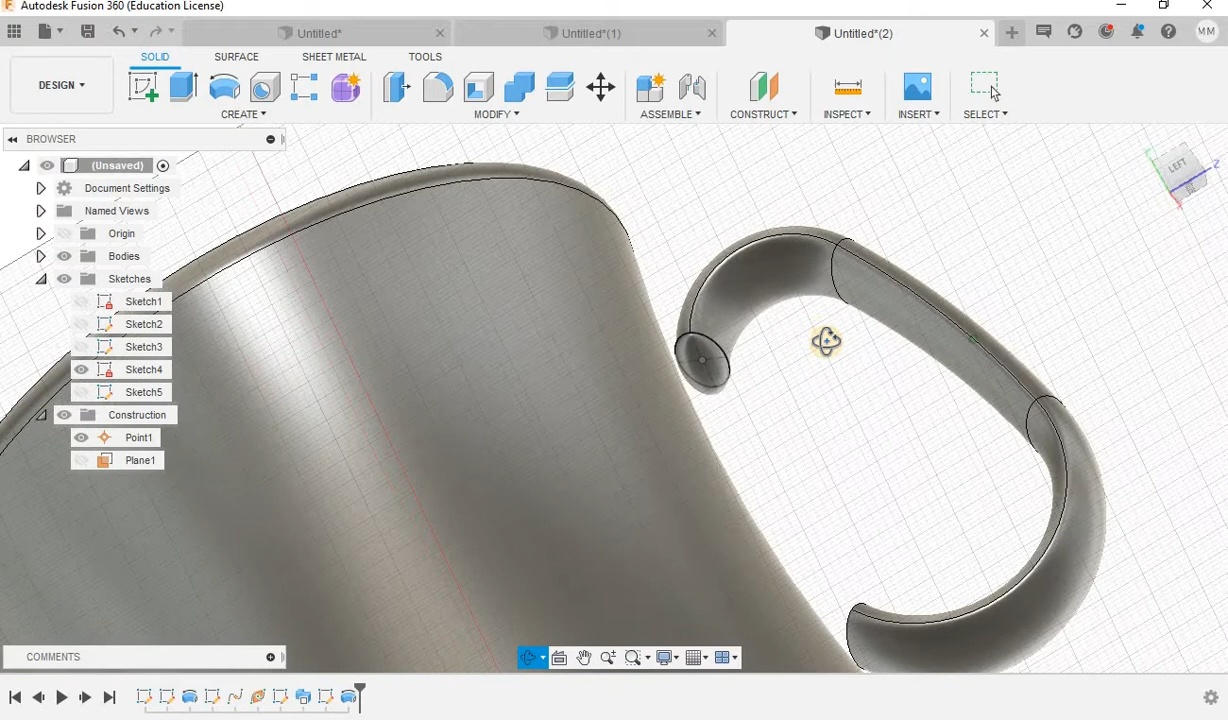 Autodesk Fusion 360 (Education License)
Untitled*
Untitled*(1)
Untitled*(2)
MM
DESIGN
SOLID
SURFACE
SHEET METAL
TOOLS
CREATE
MODIFY
ASSEMBLE
CONSTRUCT
INSPECT
INSERT
SELECT
BROWSER
(Unsaved)
Document Settings
Named Views
Origin
Bodies
Sketches
Sketch1
Sketch2
Sketch3
Sketch4
Sketch5
Construction
Point1
Plane1
LEFT
Z
X
COMMENTS